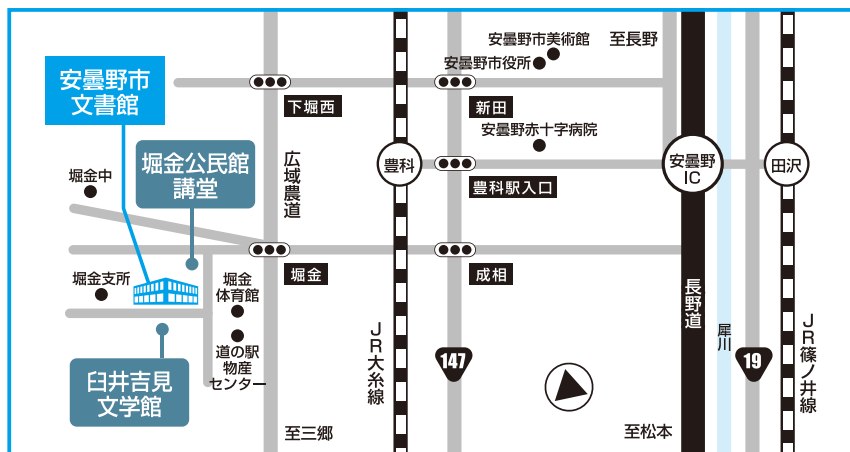 安曇野市美術館
至長野
安曇野市役所
安曇野市
文書館
下堀西
新田
安曇野赤十字病院
堀金公民館
講堂
広域農道
豊科
安曇野
IC
田沢
堀金中
豊科駅入口
堀金
成相
堀金支所
堀金
体育館
長野道
犀川
JR大糸線
JR篠ノ井線
道の駅
物産
センター
147
19
臼井吉見
文学館
至三郷
至松本